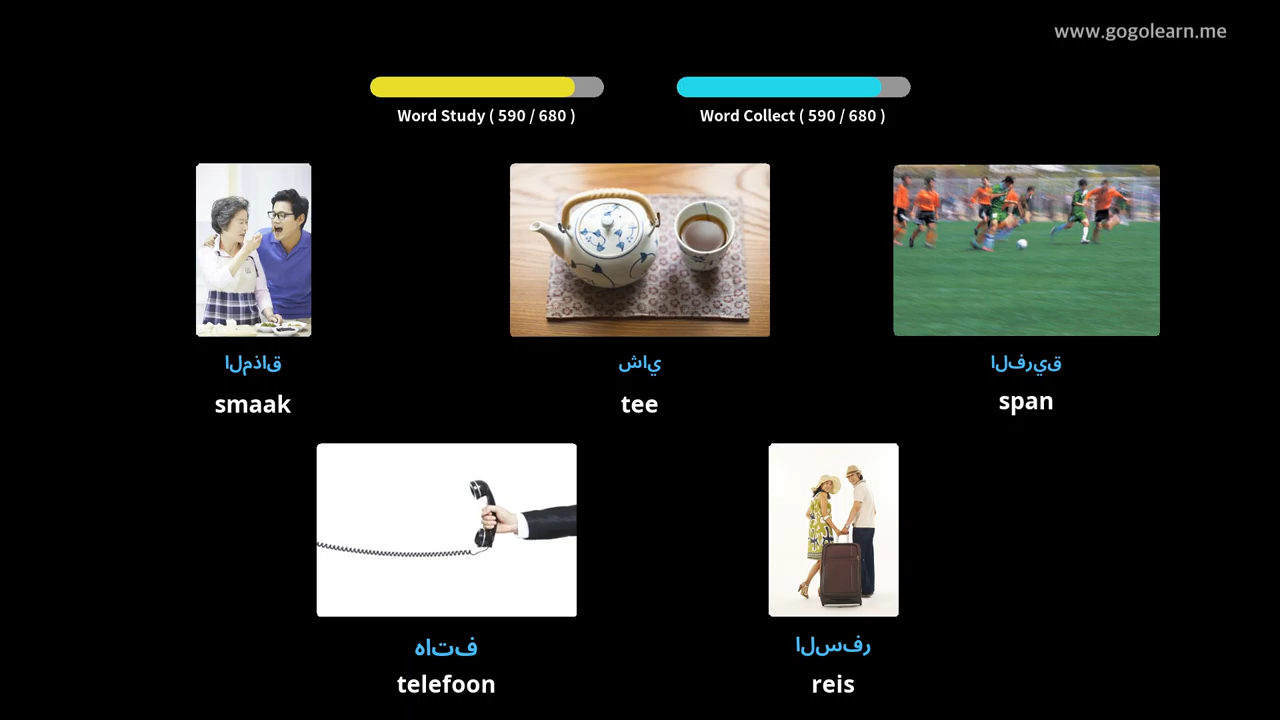 www.gogolearn.me
Word Study ( 590 / 680 )
Word Collect ( 590 / 680 )
المذاق
smaak
شاي
tee
الفريق
span
هاتف
telefoon
السفر
reis